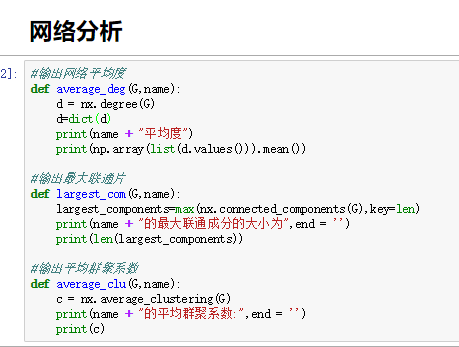 网络分析
2]:
#输出网络平均度
def average_deg(G,name):
    d = nx.degree(G)
    d=dict(d)
    print(name + "平均度")
    print(np.array(list(d.values())).mean())
#输出最大联通片
def largest_com(G,name):
    largest_components=max(nx.connected_components(G),key=len)
    print(name + "的最大联通成分的大小为",end = '')
    print(len(largest_components))
#输出平均群聚系数
def average_clu(G,name):
    c = nx.average_clustering(G)
    print(name + "的平均群聚系数:",end = '')
    print(c)